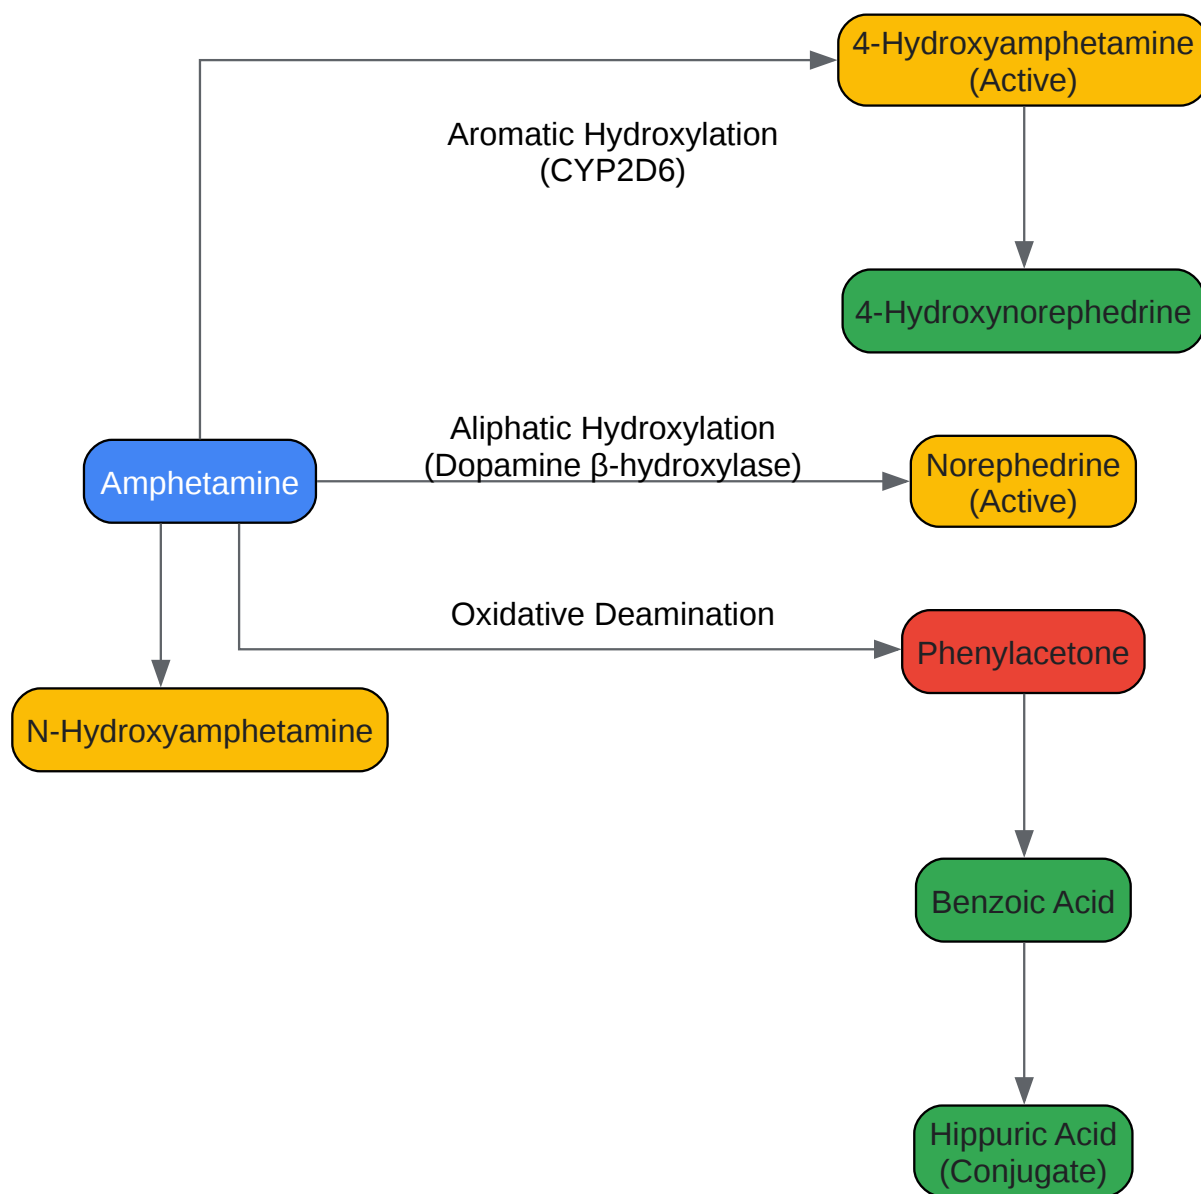 4-Hydroxyamphetamine
(Active)
Aromatic Hydroxylation
(CYP2D6)
4-Hydroxynorephedrine
Aliphatic Hydroxylation
(Dopamine β-hydroxylase)
Amphetamine
Norephedrine
(Active)
Oxidative Deamination
Phenylacetone
N-Hydroxyamphetamine
Benzoic Acid
Hippuric Acid
(Conjugate)